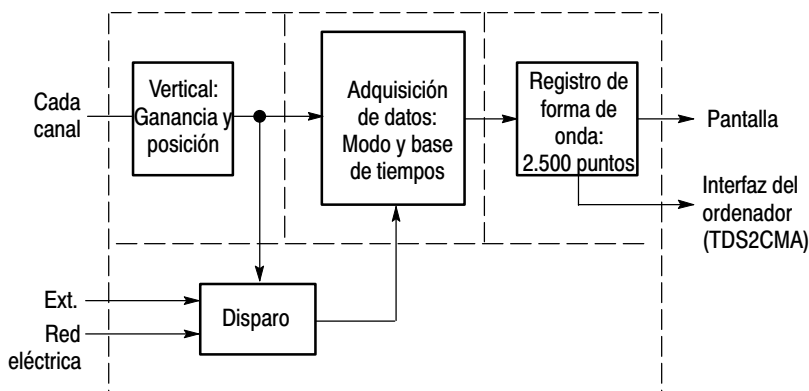 Cada
canal
Vertical:
Ganancia y
posición
Adquisición
de datos:
Modo y base
de tiempos
Registro de
forma de
onda:
2.500 puntos
Pantalla
Interfaz del
ordenador
(TDS2CMA)
Ext.
Red
eléctrica
Disparo